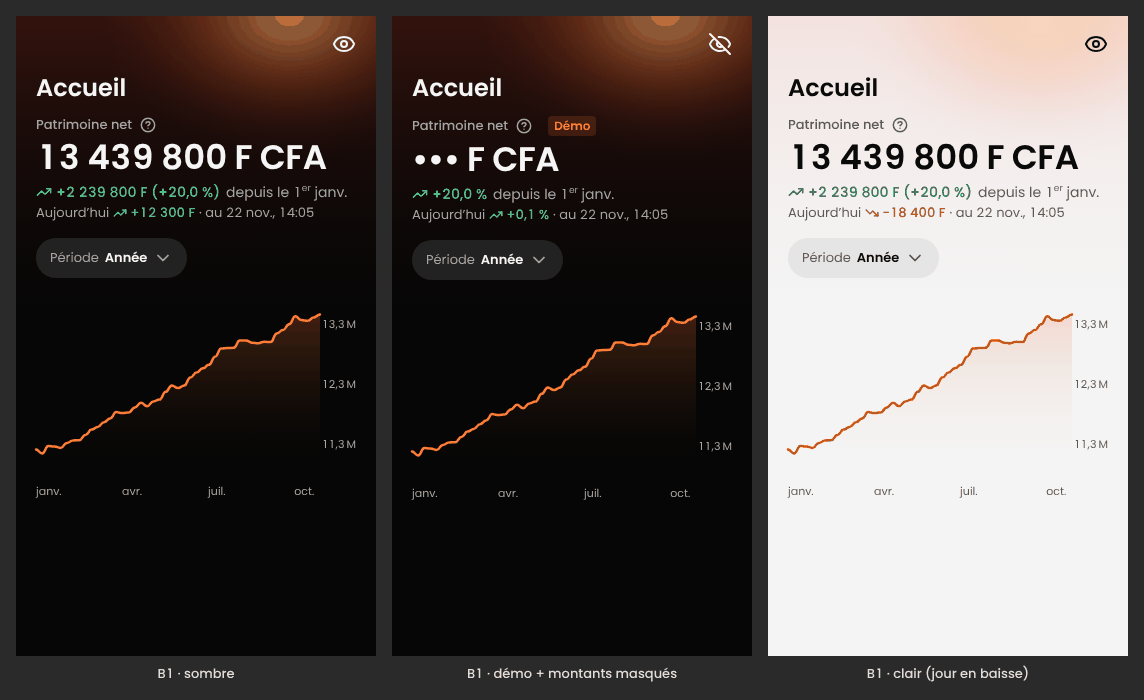 Accueil
Patrimoine net
13 439 800 F CFA
+2 239 800 F (+20,0 %) depuis le 1er janv.
Aujourd’hui +12 300 F · au 22 nov., 14:05
Période Année
13,3 M
12,3 M
11,3 M
janv. avr. juil. oct.
B1 · sombre
Accueil
Patrimoine net Démo
••• F CFA
+20,0 % depuis le 1er janv.
Aujourd’hui +0,1 % · au 22 nov., 14:05
Période Année
13,3 M
12,3 M
11,3 M
janv. avr. juil. oct.
B1 · démo + montants masqués
Accueil
Patrimoine net
13 439 800 F CFA
+2 239 800 F (+20,0 %) depuis le 1er janv.
Aujourd’hui −18 400 F · au 22 nov., 14:05
Période Année
13,3 M
12,3 M
11,3 M
janv. avr. juil. oct.
B1 · clair (jour en baisse)